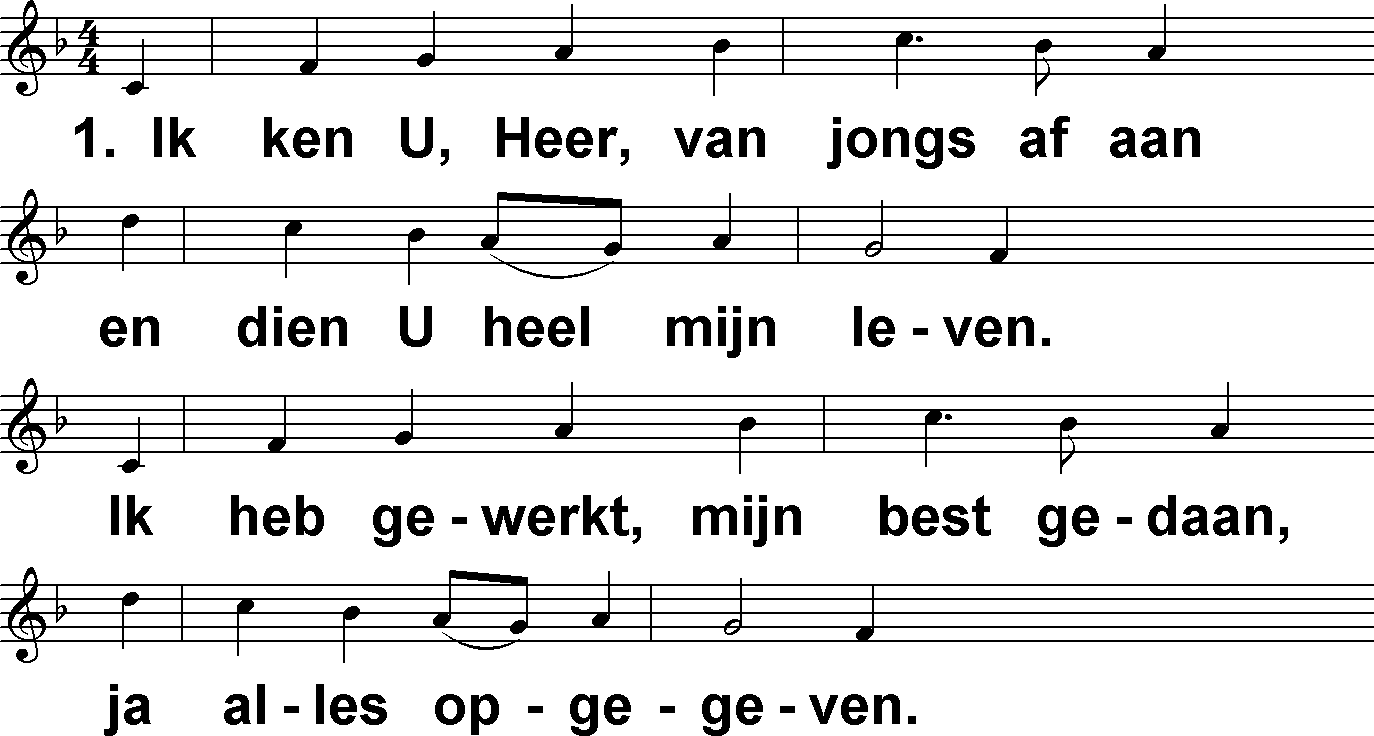 1. Ik ken U, Heer, van jongs af aan
en dien U heel mijn le - ven.
Ik heb ge - werkt, mijn best ge - daan,
ja al - les op - ge - ge - ven.